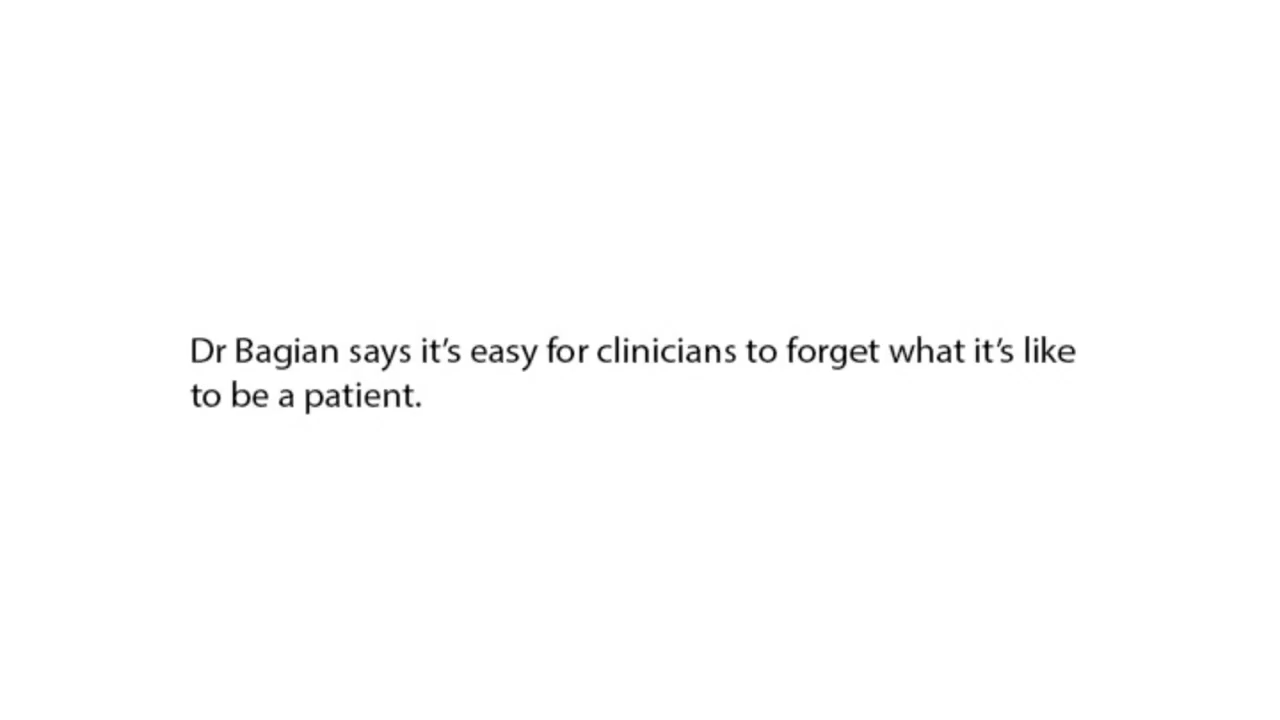 Dr Bagian says it’s easy for clinicians to forget what it’s like
to be a patient.